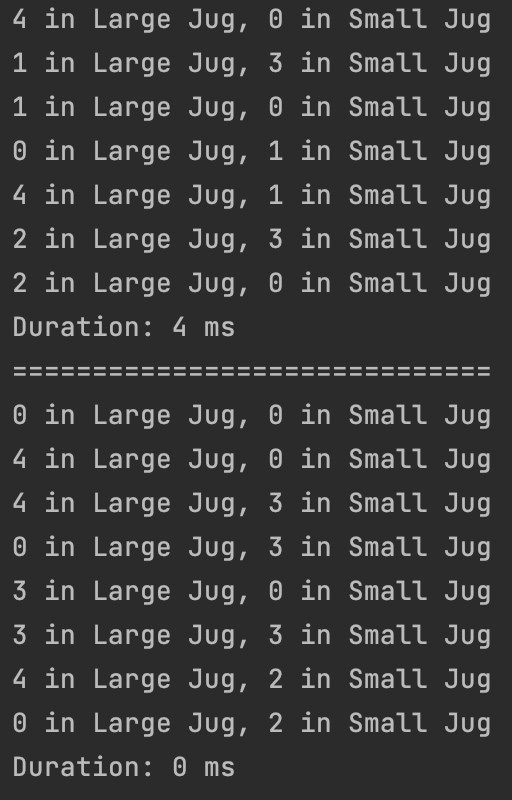 4 in Large Jug, 0 in Small Jug
1 in Large Jug, 3 in Small Jug
1 in Large Jug, 0 in Small Jug
0 in Large Jug, 1 in Small Jug
4 in Large Jug, 1 in Small Jug
2 in Large Jug, 3 in Small Jug
2 in Large Jug, 0 in Small Jug
Duration: 4 ms
==============================
0 in Large Jug, 0 in Small Jug
4 in Large Jug, 0 in Small Jug
4 in Large Jug, 3 in Small Jug
0 in Large Jug, 3 in Small Jug
3 in Large Jug, 0 in Small Jug
3 in Large Jug, 3 in Small Jug
4 in Large Jug, 2 in Small Jug
0 in Large Jug, 2 in Small Jug
Duration: 0 ms